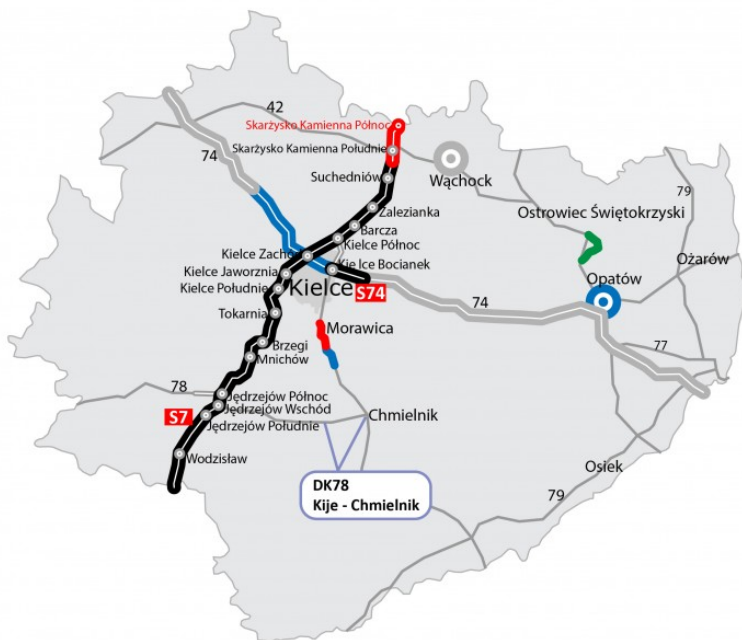 42
Skarżysko Kamienna Północ
Skarżysko Kamienna Południe
74
Wąchock
Suchedniów
79
Zalezianka
Ostrowiec Świętokrzyski
Barcza
Kielce Północ
Kielce Zachód
Ożarów
Kielce Bocianek
Kielce Jaworznia
Opatów
Kielce Południe
Kielce
S74
74
Tokarnia
Morawica
77
Brzegi
Mnichów
78
Jędrzejów Północ
Jędrzejów Wschód
S7
Chmielnik
Jędrzejów Południe
Wodzisław
Osiek
DK78
Kije - Chmielnik
79